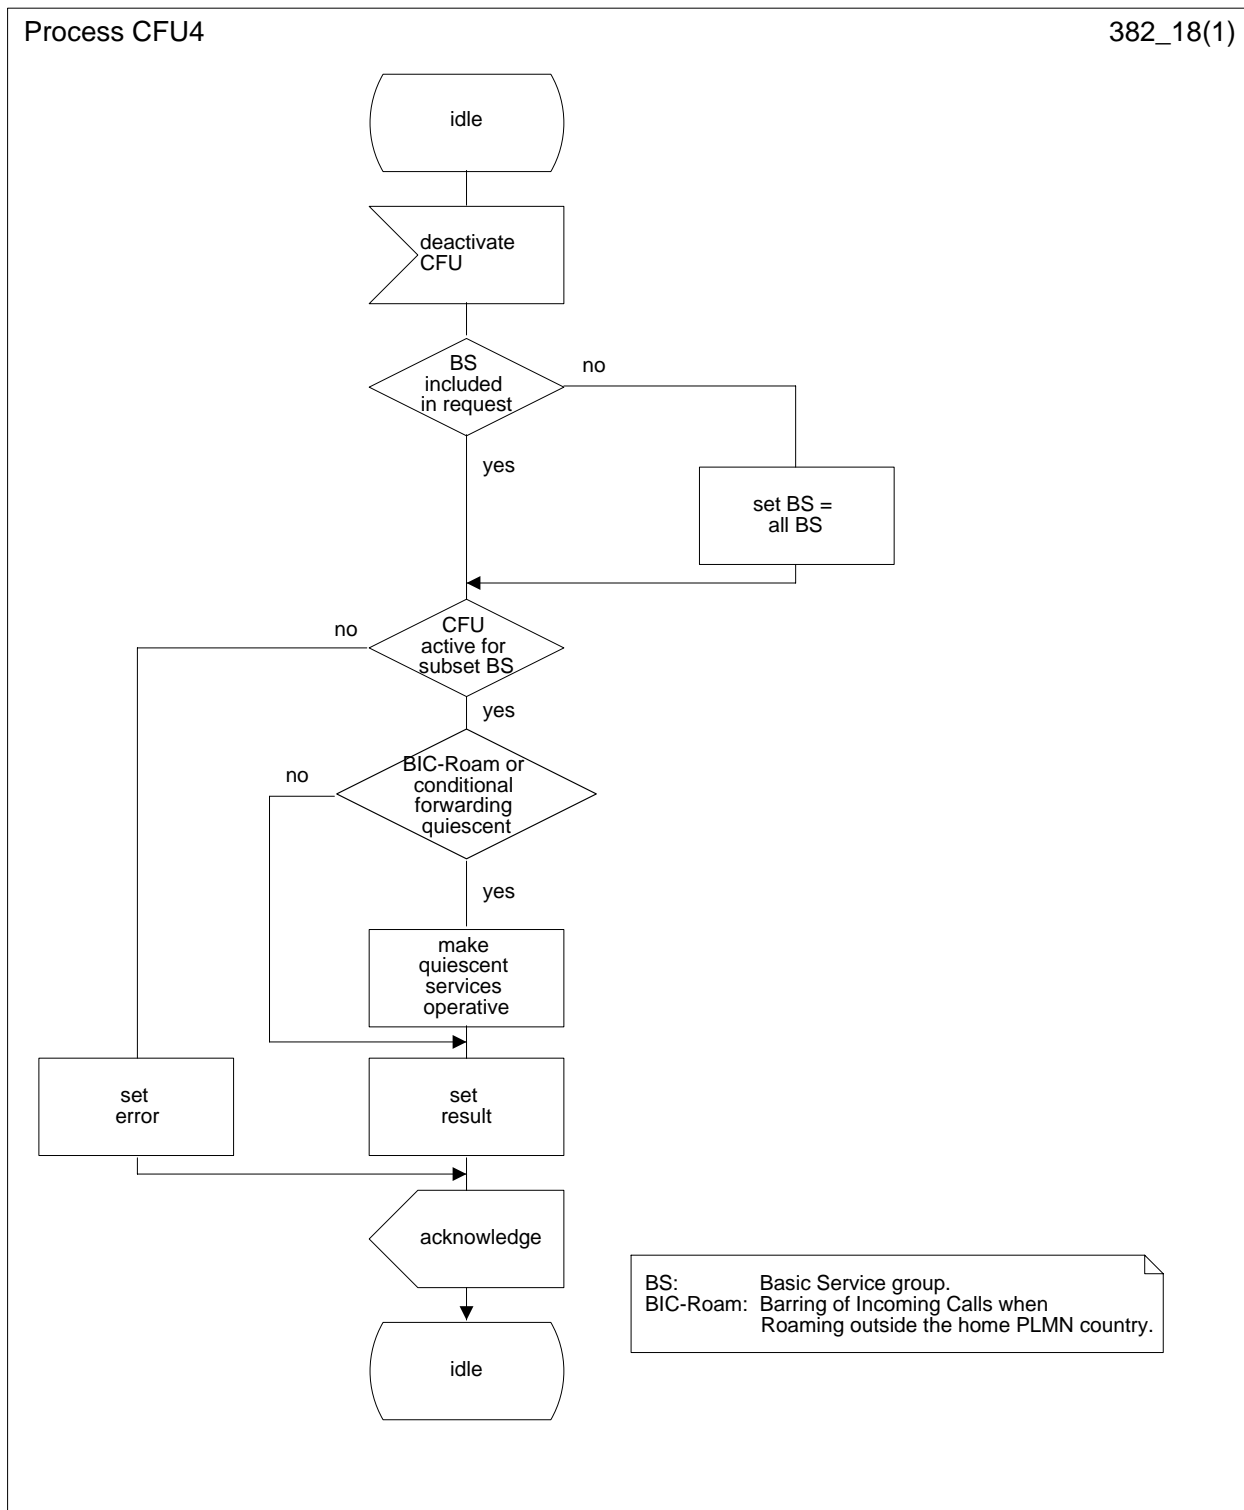 Process CFU4
382_18(1)
idle
deactivate
CFU
BS
included
in request
no
yes
set BS =
all BS
no
CFU
active for
subset BS
yes
no
BIC-Roam or
conditional
forwarding
quiescent
yes
make
quiescent
services
operative
set
error
set
result
acknowledge
BS: Basic Service group.
BIC-Roam: Barring of Incoming Calls when
Roaming outside the home PLMN country.
idle